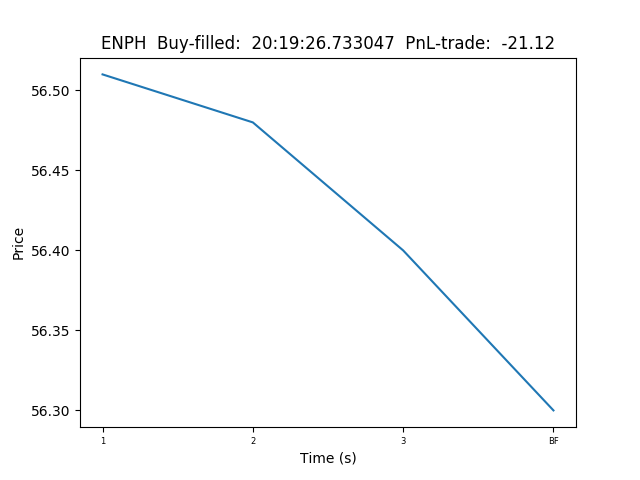 ENPH  Buy-filled:  20:19:26.733047  PnL-trade:  -21.12
56.50
56.45
56.40
56.35
56.30
Price
1 2 3 BF
Time (s)